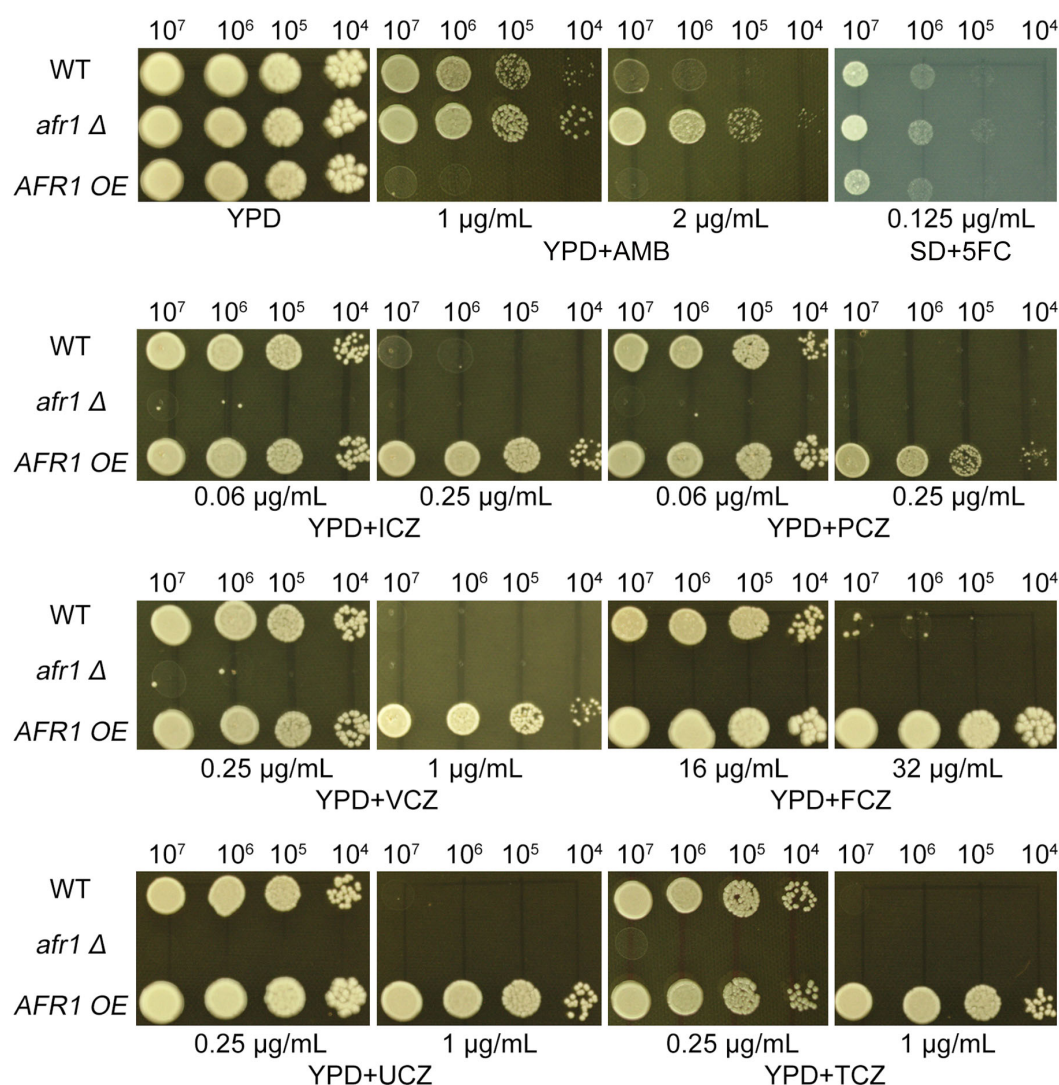 10⁷ 10⁶ 10⁵ 10⁴ 10⁷ 10⁶ 10⁵ 10⁴ 10⁷ 10⁶ 10⁵ 10⁴ 10⁷ 10⁶ 10⁵ 10⁴
WT
afr1 Δ
AFR1 OE
YPD 1 µg/mL 2 µg/mL 0.125 µg/mL
YPD+AMB SD+5FC
10⁷ 10⁶ 10⁵ 10⁴ 10⁷ 10⁶ 10⁵ 10⁴ 10⁷ 10⁶ 10⁵ 10⁴ 10⁷ 10⁶ 10⁵ 10⁴
WT
afr1 Δ
AFR1 OE
0.06 µg/mL 0.25 µg/mL 0.06 µg/mL 0.25 µg/mL
YPD+ICZ YPD+PCZ
10⁷ 10⁶ 10⁵ 10⁴ 10⁷ 10⁶ 10⁵ 10⁴ 10⁷ 10⁶ 10⁵ 10⁴ 10⁷ 10⁶ 10⁵ 10⁴
WT
afr1 Δ
AFR1 OE
0.25 µg/mL 1 µg/mL 16 µg/mL 32 µg/mL
YPD+VCZ YPD+FCZ
10⁷ 10⁶ 10⁵ 10⁴ 10⁷ 10⁶ 10⁵ 10⁴ 10⁷ 10⁶ 10⁵ 10⁴ 10⁷ 10⁶ 10⁵ 10⁴
WT
afr1 Δ
AFR1 OE
0.25 µg/mL 1 µg/mL 0.25 µg/mL 1 µg/mL
YPD+UCZ YPD+TCZ